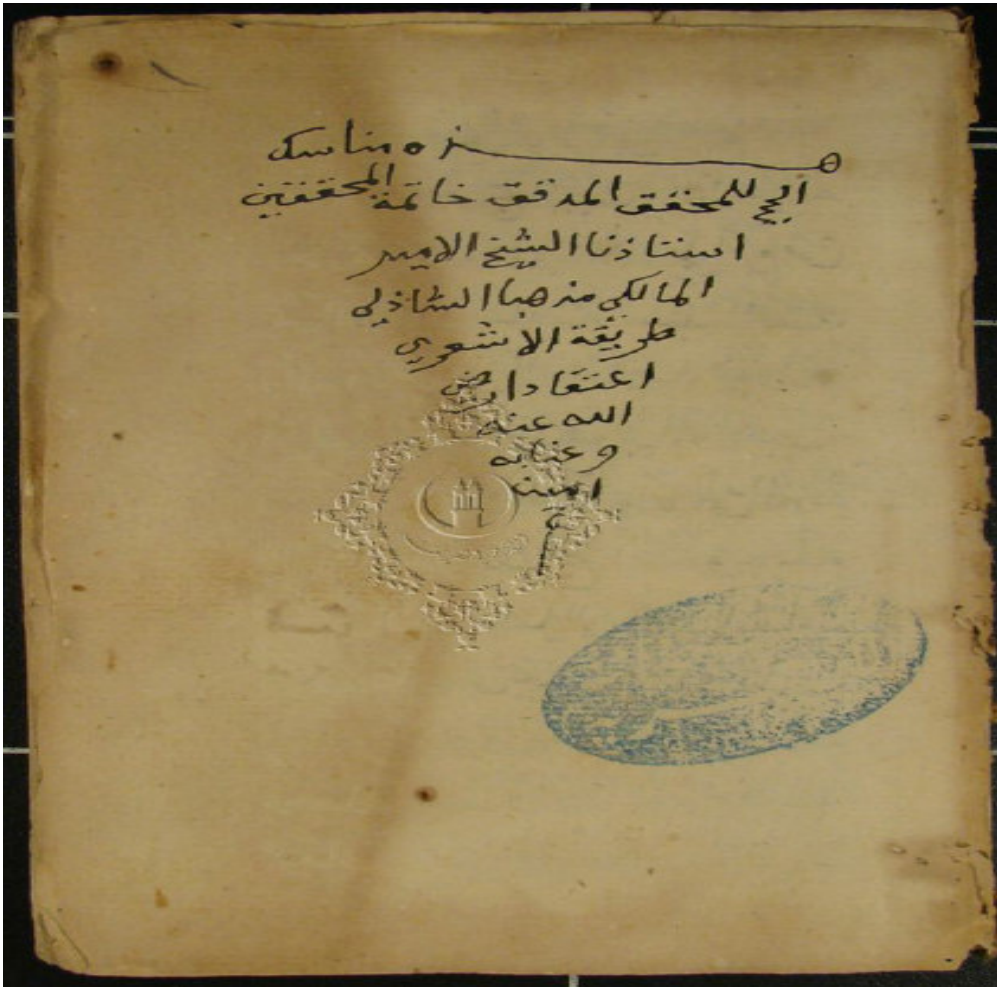 هذه مناسك
الحج للمحقق المدقق خاتمة المحققين
استاذنا الشيخ الامير
المالكي مذهبا الشاذلي
طريقة الاشعري
اعتقادا رضي
الله عنه
وعنا به
امين